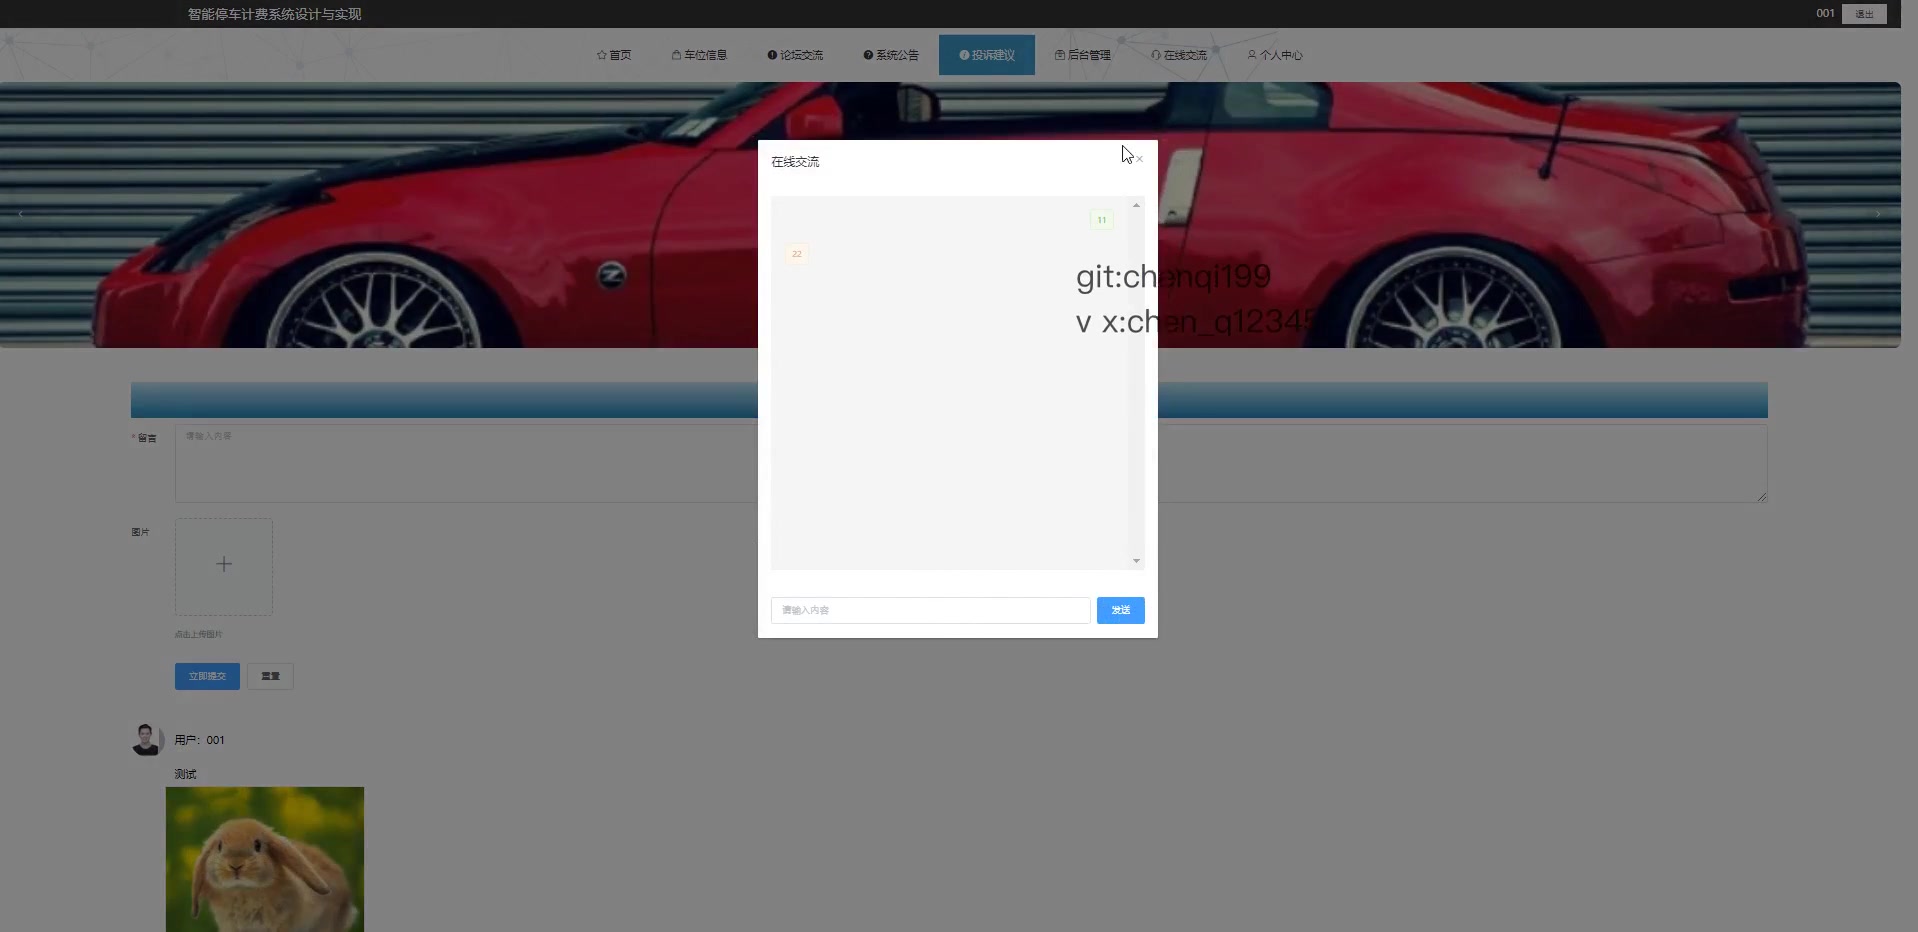 智能停车计费系统设计与实现
001
退出
首页
车位信息
论坛交流
系统公告
投诉建议
后台管理
在线交流
个人中心
在线交流
11
22
git:chenqi199
v x:chen_q12345
* 留言
请输入内容
图片
点击上传图片
请输入内容
发送
立即提交
重置
用户：001
测试